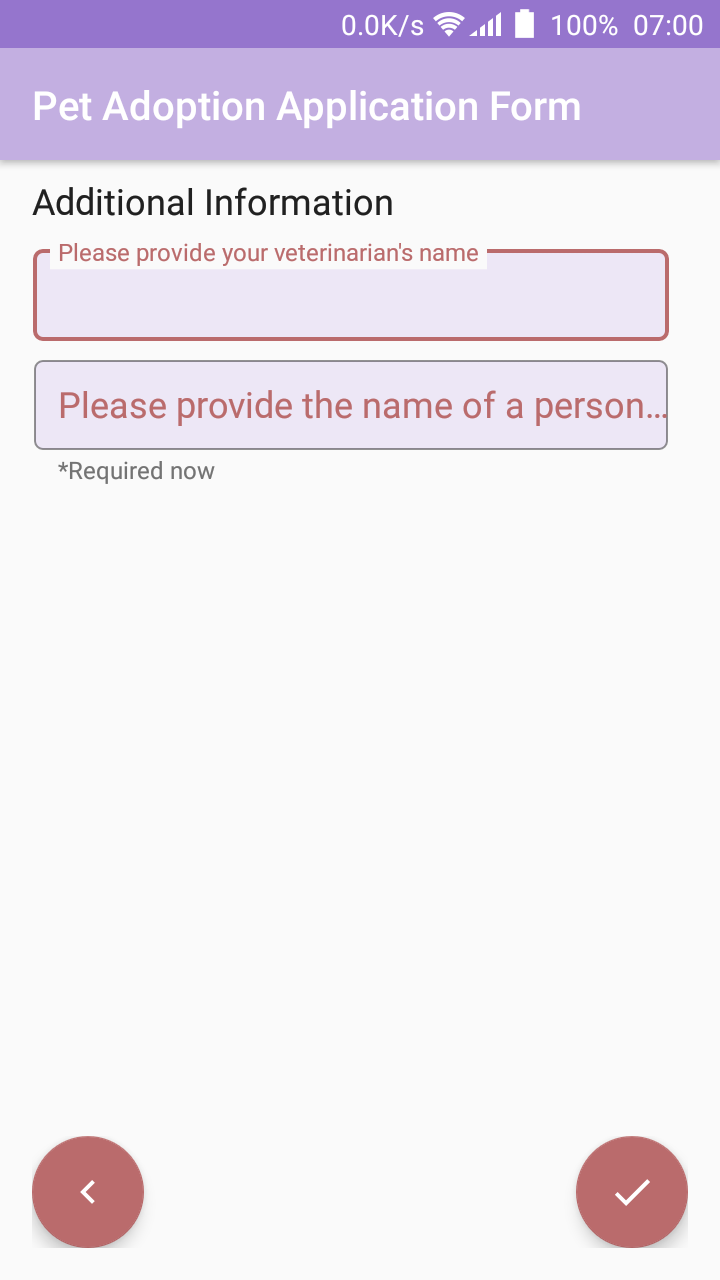 0.0K/s 100% 07:00
Pet Adoption Application Form
Additional Information
Please provide your veterinarian's name
Please provide the name of a person...
*Required now